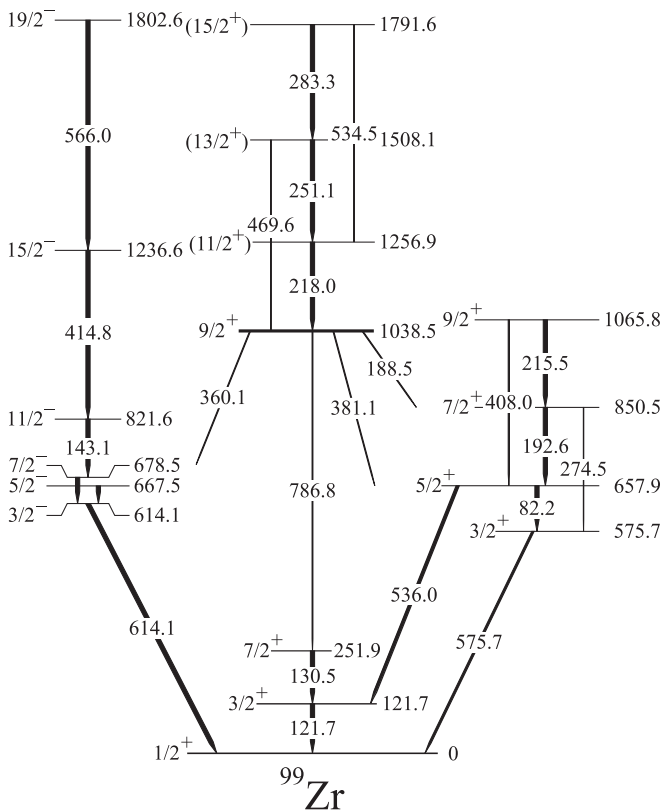 19/2⁻ 1802.6 (15/2⁺) 1791.6
283.3
566.0 (13/2⁺) 534.5 1508.1
251.1
469.6
15/2⁻ 1236.6 (11/2⁺) 1256.9
218.0
9/2⁺ 1065.8
414.8 9/2⁺ 1038.5
215.5
188.5
360.1 381.1 408.0
11/2⁻ 821.6 7/2⁺ 850.5
143.1 192.6
7/2⁻ 678.5 274.5
5/2⁻ 667.5 786.8 5/2⁺ 657.9
3/2⁻ 614.1 82.2
3/2⁺ 575.7
536.0
614.1 7/2⁺ 251.9 575.7
130.5
3/2⁺ 121.7
121.7
1/2⁺ 0
⁹⁹Zr